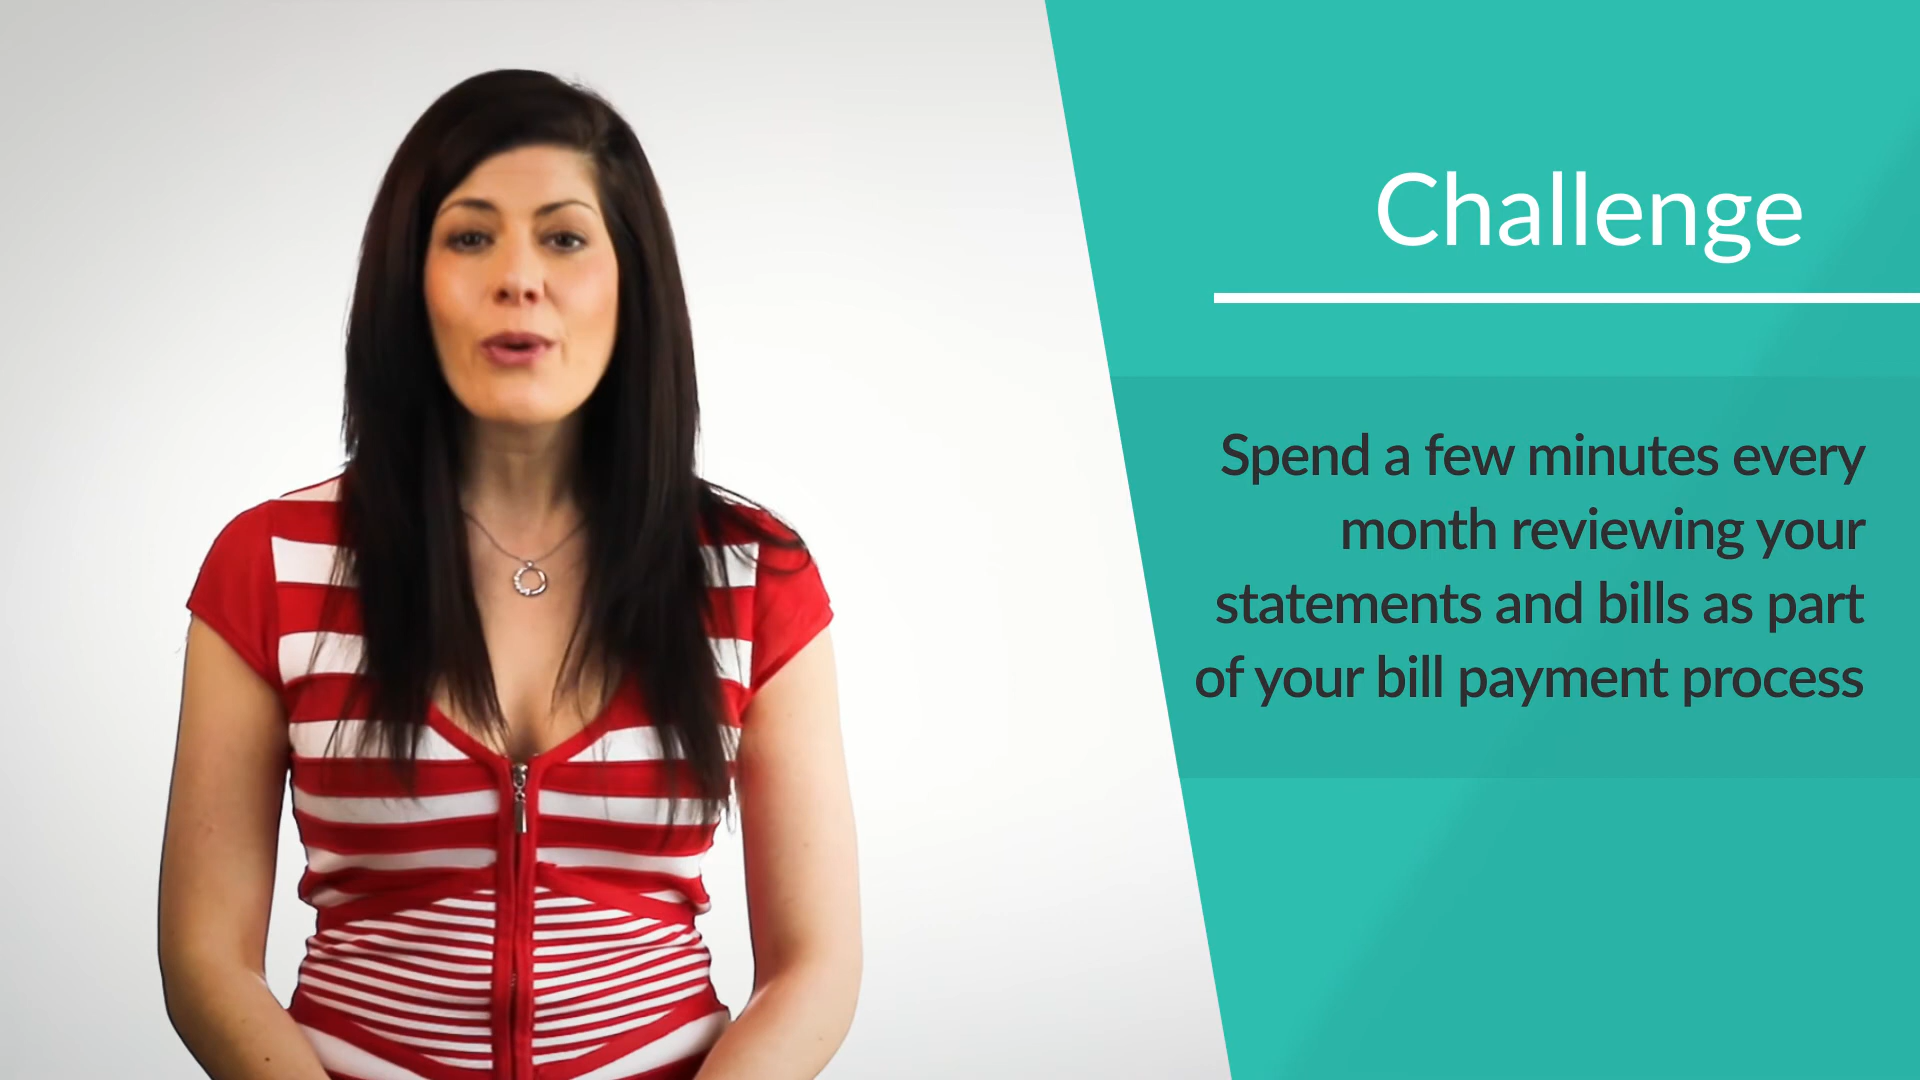 Challenge
Spend a few minutes every
month reviewing your
statements and bills as part
of your bill payment process